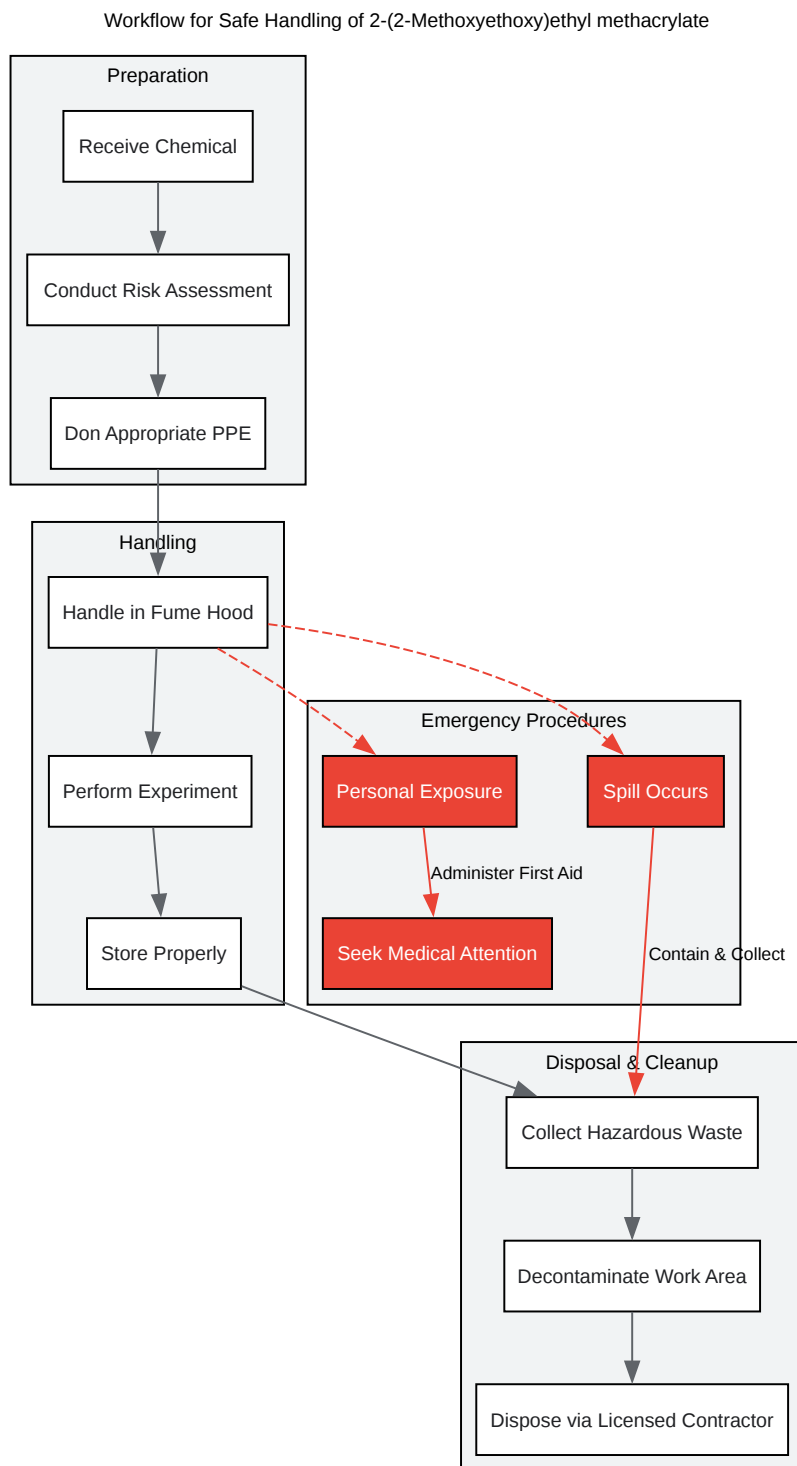 Workflow for Safe Handling of 2-(2-Methoxyethoxy)ethyl methacrylate
Preparation
Receive Chemical
Conduct Risk Assessment
Don Appropriate PPE
Handling
Handle in Fume Hood
Perform Experiment
Store Properly
Emergency Procedures
Personal Exposure
Spill Occurs
Administer First Aid
Seek Medical Attention
Contain & Collect
Disposal & Cleanup
Collect Hazardous Waste
Decontaminate Work Area
Dispose via Licensed Contractor